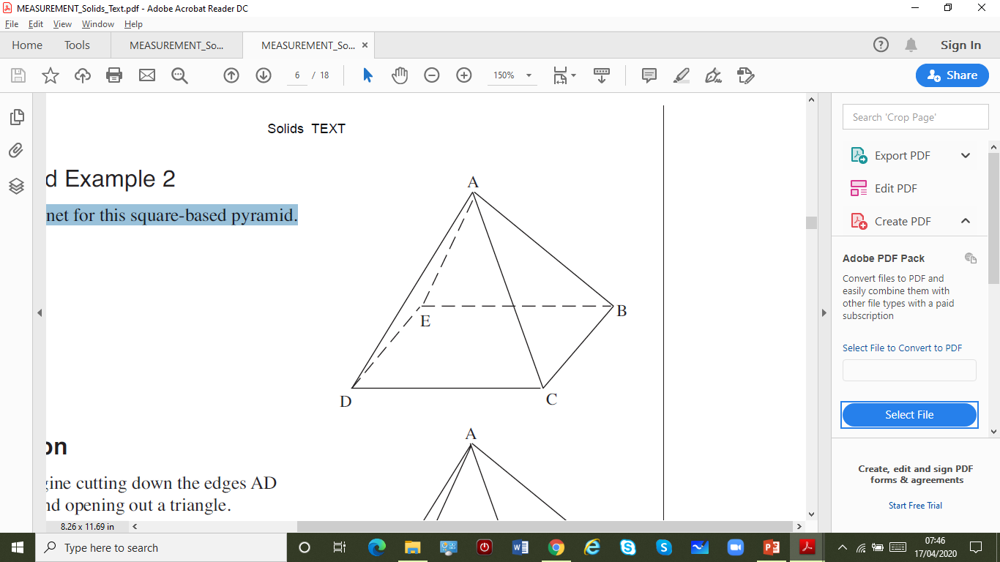 MEASUREMENT_Solids_Text.pdf - Adobe Acrobat Reader DC
File Edit View Window Help
Home Tools MEASUREMENT_So... MEASUREMENT_So... × Sign In
6 / 18 150% Share
Solids TEXT
d Example 2
net for this square-based pyramid.
A
B
E
D
C
on
A
gine cutting down the edges AD
nd opening out a triangle.
8.26 x 11.69 in
Search 'Crop Page'
Export PDF
Edit PDF
Create PDF
Adobe PDF Pack
Convert files to PDF and
easily combine them with
other file types with a paid
subscription
Select File to Convert to PDF
Select File
Create, edit and sign PDF
forms & agreements
Start Free Trial
Type here to search
07:46
17/04/2020